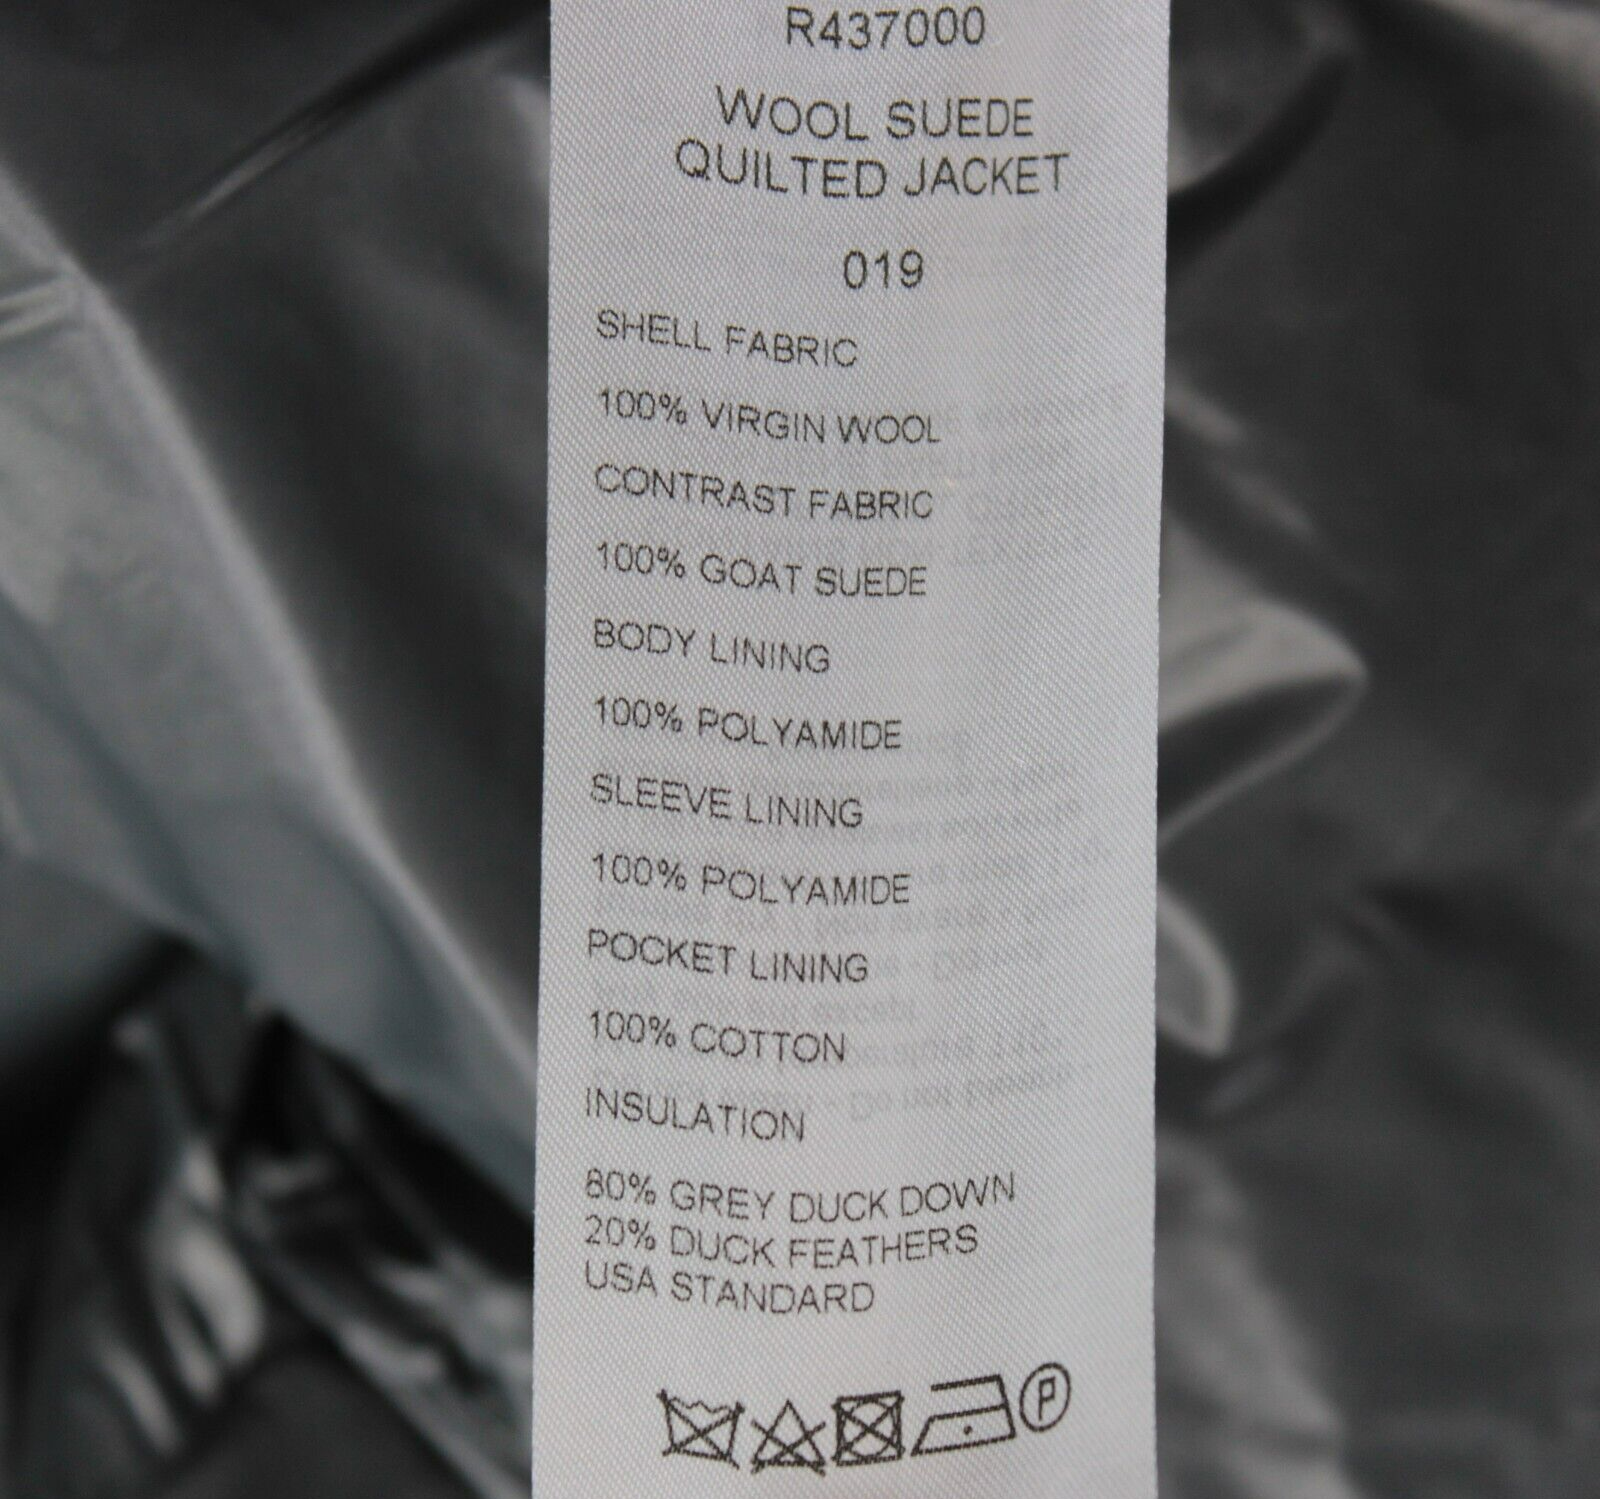 R437000
WOOL SUEDE
QUILTED JACKET
019
SHELL FABRIC
100% VIRGIN WOOL
CONTRAST FABRIC
100% GOAT SUEDE
BODY LINING
100% POLYAMIDE
SLEEVE LINING
100% POLYAMIDE
POCKET LINING
100% COTTON
INSULATION
80% GREY DUCK DOWN
20% DUCK FEATHERS
USA STANDARD
P